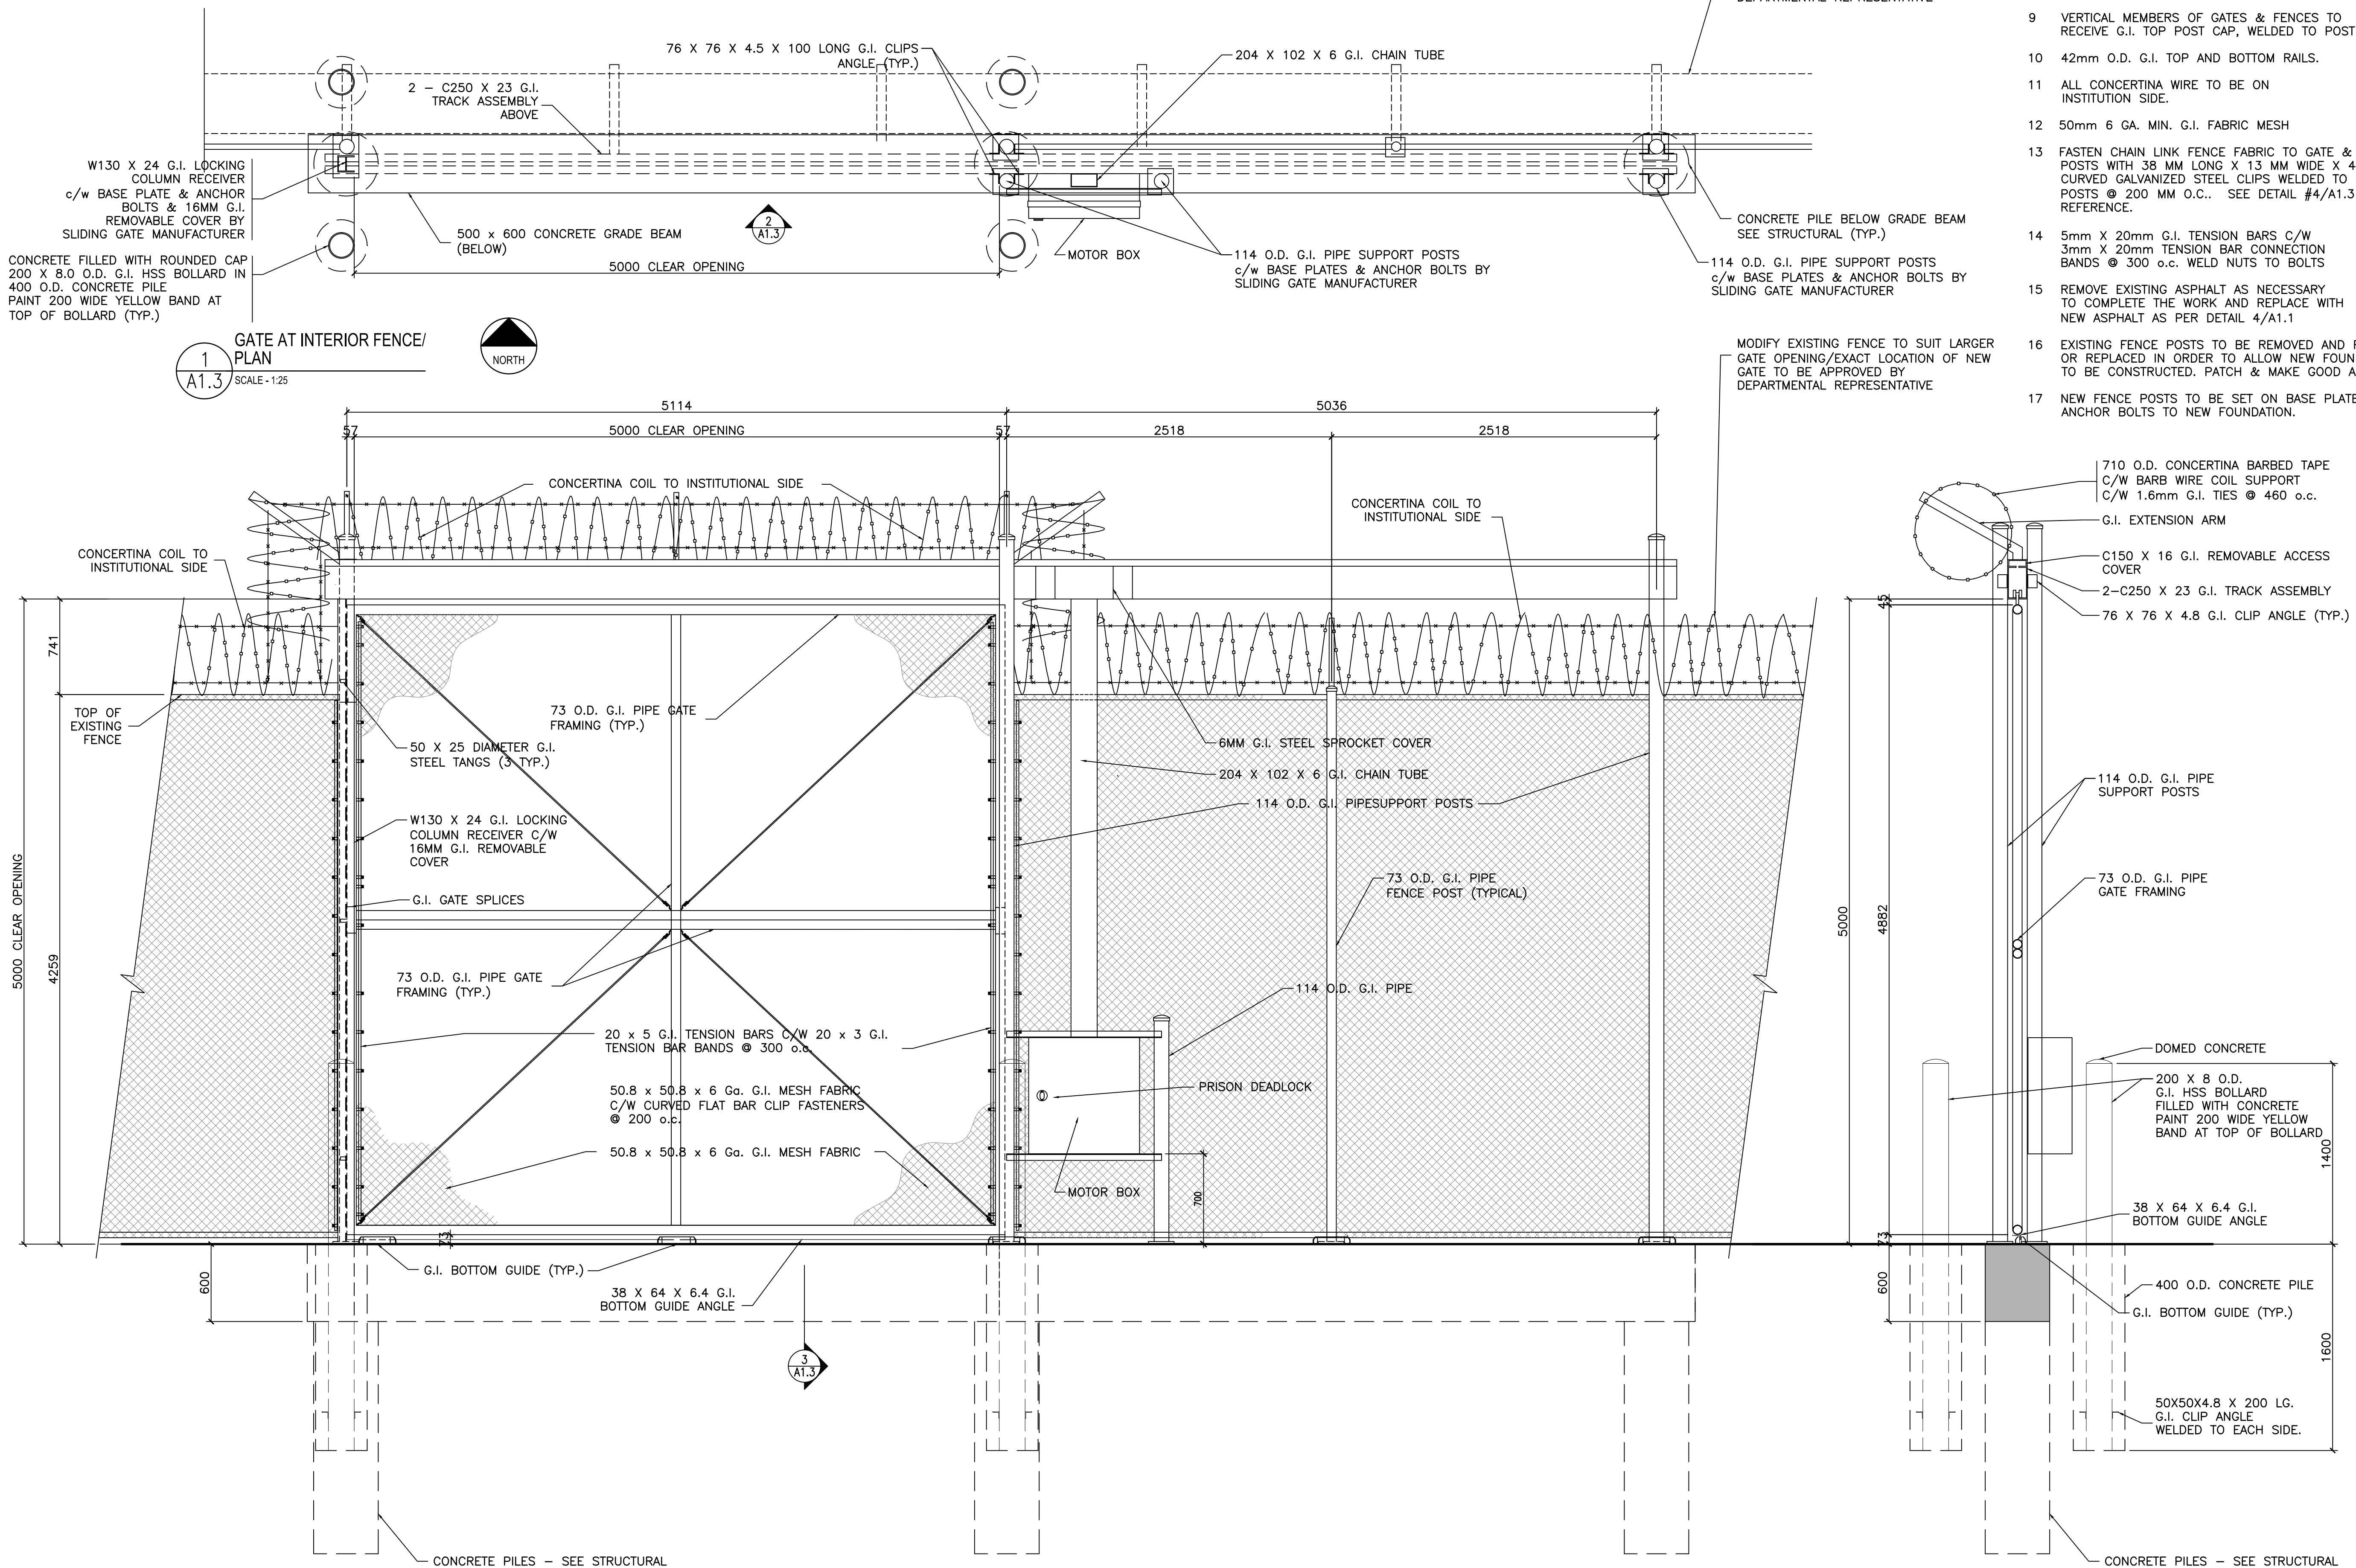 76 X 76 X 4.5 X 100 LONG G.I. CLIPS
ANGLE (TYP.)
204 X 102 X 6 G.I. CHAIN TUBE
2 - C250 X 23 G.I.
TRACK ASSEMBLY
ABOVE
W130 X 24 G.I. LOCKING
COLUMN RECEIVER
c/w BASE PLATE & ANCHOR
BOLTS & 16MM G.I.
REMOVABLE COVER BY
SLIDING GATE MANUFACTURER
CONCRETE FILLED WITH ROUNDED CAP
200 X 8.0 O.D. G.I. HSS BOLLARD IN
400 O.D. CONCRETE PILE
PAINT 200 WIDE YELLOW BAND AT
TOP OF BOLLARD (TYP.)
500 x 600 CONCRETE GRADE BEAM
(BELOW)
5000 CLEAR OPENING
2
A1.3
MOTOR BOX
114 O.D. G.I. PIPE SUPPORT POSTS
c/w BASE PLATES & ANCHOR BOLTS BY
SLIDING GATE MANUFACTURER
CONCRETE PILE BELOW GRADE BEAM
SEE STRUCTURAL (TYP.)
114 O.D. G.I. PIPE SUPPORT POSTS
c/w BASE PLATES & ANCHOR BOLTS BY
SLIDING GATE MANUFACTURER
DEPARTMENTAL REPRESENTATIVE
9 VERTICAL MEMBERS OF GATES & FENCES TO
RECEIVE G.I. TOP POST CAP, WELDED TO POST
10 42mm O.D. G.I. TOP AND BOTTOM RAILS.
11 ALL CONCERTINA WIRE TO BE ON
INSTITUTION SIDE.
12 50mm 6 GA. MIN. G.I. FABRIC MESH
13 FASTEN CHAIN LINK FENCE FABRIC TO GATE &
POSTS WITH 38 MM LONG X 13 MM WIDE X 4
CURVED GALVANIZED STEEL CLIPS WELDED TO
POSTS @ 200 MM O.C.. SEE DETAIL #4/A1.3
REFERENCE.
14 5mm X 20mm G.I. TENSION BARS C/W
3mm X 20mm TENSION BAR CONNECTION
BANDS @ 300 o.c. WELD NUTS TO BOLTS
15 REMOVE EXISTING ASPHALT AS NECESSARY
TO COMPLETE THE WORK AND REPLACE WITH
NEW ASPHALT AS PER DETAIL 4/A1.1
16 EXISTING FENCE POSTS TO BE REMOVED AND
OR REPLACED IN ORDER TO ALLOW NEW FOUN
TO BE CONSTRUCTED. PATCH & MAKE GOOD A
17 NEW FENCE POSTS TO BE SET ON BASE PLATE
ANCHOR BOLTS TO NEW FOUNDATION.
1
A1.3
GATE AT INTERIOR FENCE/
PLAN
SCALE - 1:25
NORTH
MODIFY EXISTING FENCE TO SUIT LARGER
GATE OPENING/EXACT LOCATION OF NEW
GATE TO BE APPROVED BY
DEPARTMENTAL REPRESENTATIVE
5114
5036
57
5000 CLEAR OPENING
57
2518
2518
CONCERTINA COIL TO INSTITUTIONAL SIDE
CONCERTINA COIL TO
INSTITUTIONAL SIDE
CONCERTINA COIL TO
INSTITUTIONAL SIDE
741
4259
5000 CLEAR OPENING
600
TOP OF
EXISTING
FENCE
73 O.D. G.I. PIPE GATE
FRAMING (TYP.)
50 X 25 DIAMETER G.I.
STEEL TANGS (3 TYP.)
W130 X 24 G.I. LOCKING
COLUMN RECEIVER C/W
16MM G.I. REMOVABLE
COVER
G.I. GATE SPLICES
73 O.D. G.I. PIPE GATE
FRAMING (TYP.)
20 x 5 G.I. TENSION BARS C/W 20 x 3 G.I.
TENSION BAR BANDS @ 300 o.c.
50.8 x 50.8 x 6 Ga. G.I. MESH FABRIC
C/W CURVED FLAT BAR CLIP FASTENERS
@ 200 o.c.
50.8 x 50.8 x 6 Ga. G.I. MESH FABRIC
73
G.I. BOTTOM GUIDE (TYP.)
38 X 64 X 6.4 G.I.
BOTTOM GUIDE ANGLE
3
A1.3
CONCRETE PILES - SEE STRUCTURAL
6MM G.I. STEEL SPROCKET COVER
204 X 102 X 6 G.I. CHAIN TUBE
114 O.D. G.I. PIPESUPPORT POSTS
73 O.D. G.I. PIPE
FENCE POST (TYPICAL)
114 O.D. G.I. PIPE
PRISON DEADLOCK
MOTOR BOX
700
710 O.D. CONCERTINA BARBED TAPE
C/W BARB WIRE COIL SUPPORT
C/W 1.6mm G.I. TIES @ 460 o.c.
G.I. EXTENSION ARM
C150 X 16 G.I. REMOVABLE ACCESS
COVER
2-C250 X 23 G.I. TRACK ASSEMBLY
76 X 76 X 4.8 G.I. CLIP ANGLE (TYP.)
45
4882
5000
73
600
114 O.D. G.I. PIPE
SUPPORT POSTS
73 O.D. G.I. PIPE
GATE FRAMING
DOMED CONCRETE
200 X 8 O.D.
G.I. HSS BOLLARD
FILLED WITH CONCRETE
PAINT 200 WIDE YELLOW
BAND AT TOP OF BOLLARD
1400
38 X 64 X 6.4 G.I.
BOTTOM GUIDE ANGLE
400 O.D. CONCRETE PILE
G.I. BOTTOM GUIDE (TYP.)
1600
50X50X4.8 X 200 LG.
G.I. CLIP ANGLE
WELDED TO EACH SIDE.
CONCRETE PILES - SEE STRUCTURAL